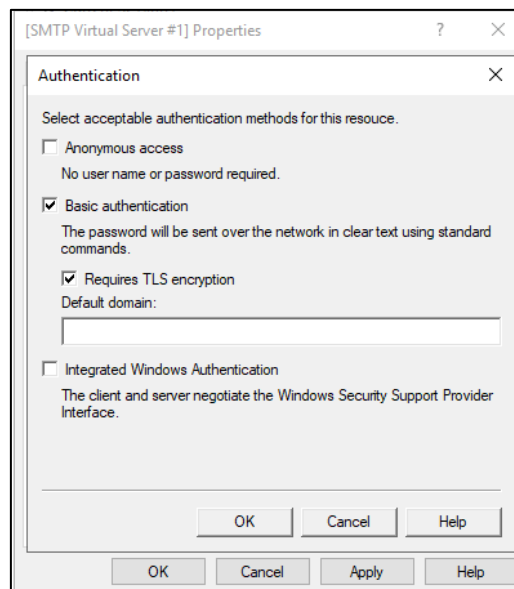 [SMTP Virtual Server #1] Properties
?
Authentication
Select acceptable authentication methods for this resouce.
Anonymous access
No user name or password required.
Basic authentication
The password will be sent over the network in clear text using standard
commands.
Requires TLS encryption
Default domain:
Integrated Windows Authentication
The client and server negotiate the Windows Security Support Provider
Interface.
OK Cancel Help
OK Cancel Apply Help